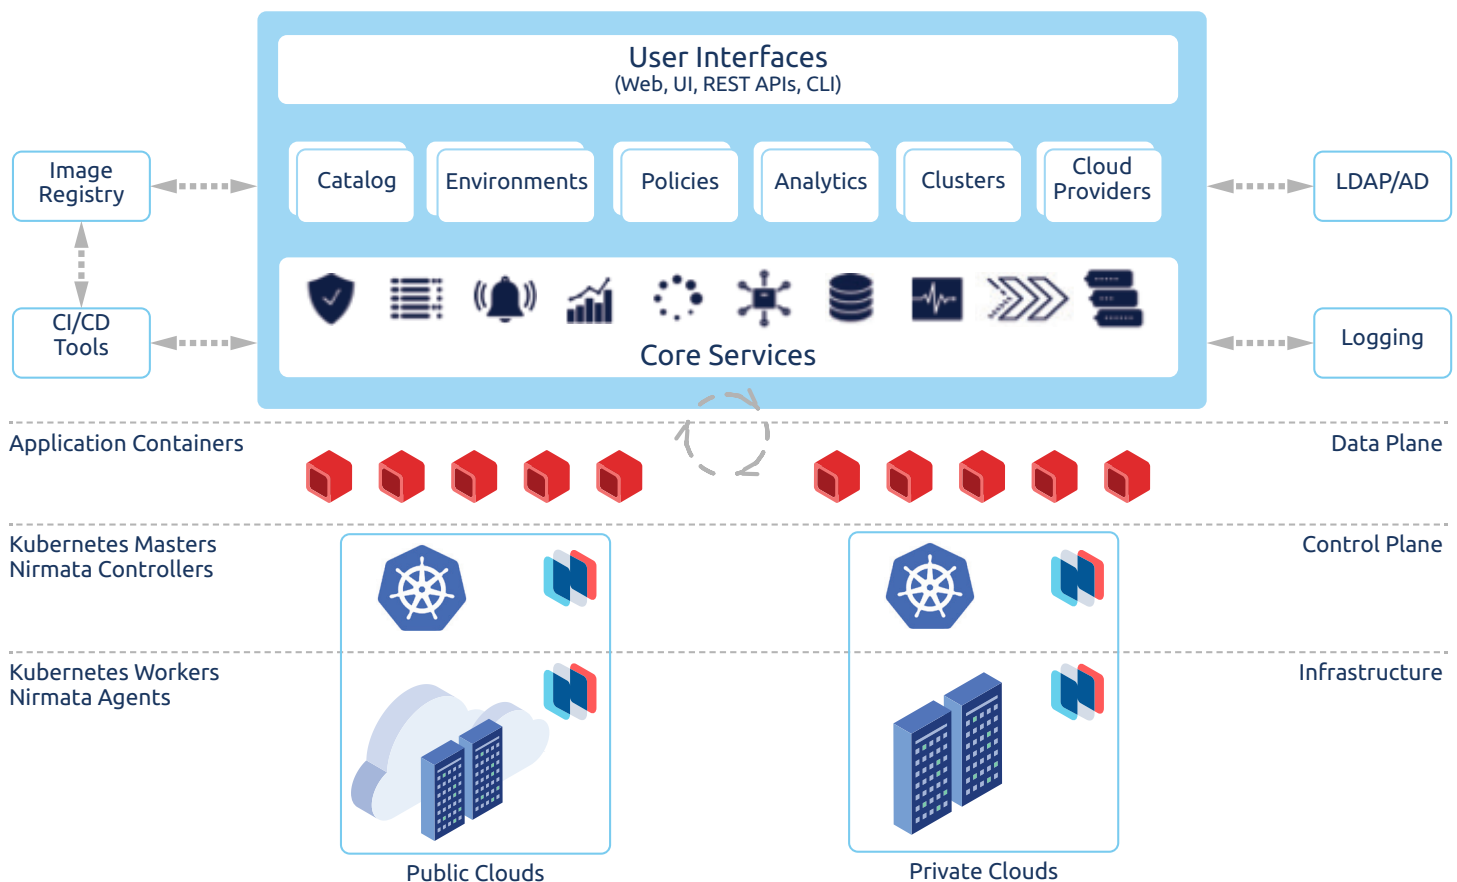 User Interfaces
(Web, UI, REST APIs, CLI)
Image
Registry
Catalog
Environments
Policies
Analytics
Clusters
Cloud
Providers
LDAP/AD
CI/CD
Tools
Core Services
Logging
Application Containers
Data Plane
Kubernetes Masters
Nirmata Controllers
Control Plane
Kubernetes Workers
Nirmata Agents
Infrastructure
Public Clouds
Private Clouds